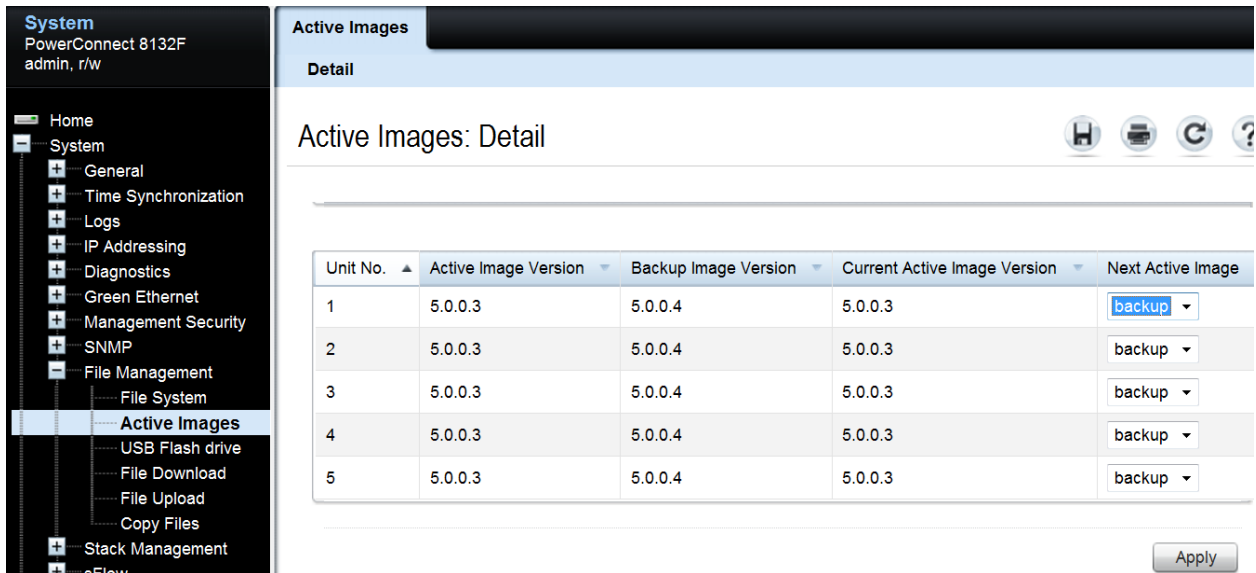 System
PowerConnect 8132F
admin, r/w
Home
System
General
Time Synchronization
Logs
IP Addressing
Diagnostics
Green Ethernet
Management Security
SNMP
File Management
File System
Active Images
USB Flash drive
File Download
File Upload
Copy Files
Stack Management
sFlow
Active Images
Detail
Active Images: Detail
Unit No. Active Image Version Backup Image Version Current Active Image Version Next Active Image
1 5.0.0.3 5.0.0.4 5.0.0.3 backup
2 5.0.0.3 5.0.0.4 5.0.0.3 backup
3 5.0.0.3 5.0.0.4 5.0.0.3 backup
4 5.0.0.3 5.0.0.4 5.0.0.3 backup
5 5.0.0.3 5.0.0.4 5.0.0.3 backup
Apply